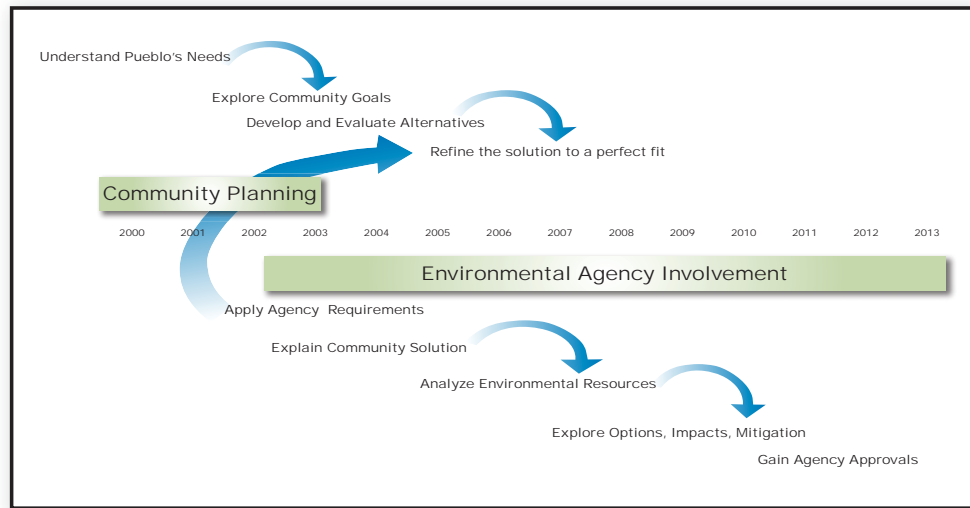 Understand Pueblo's Needs
Explore Community Goals
Develop and Evaluate Alternatives
Refine the solution to a perfect fit
Community Planning
2000 2001 2002 2003 2004 2005 2006 2007 2008 2009 2010 2011 2012 2013
Environmental Agency Involvement
Apply Agency Requirements
Explain Community Solution
Analyze Environmental Resources
Explore Options, Impacts, Mitigation
Gain Agency Approvals